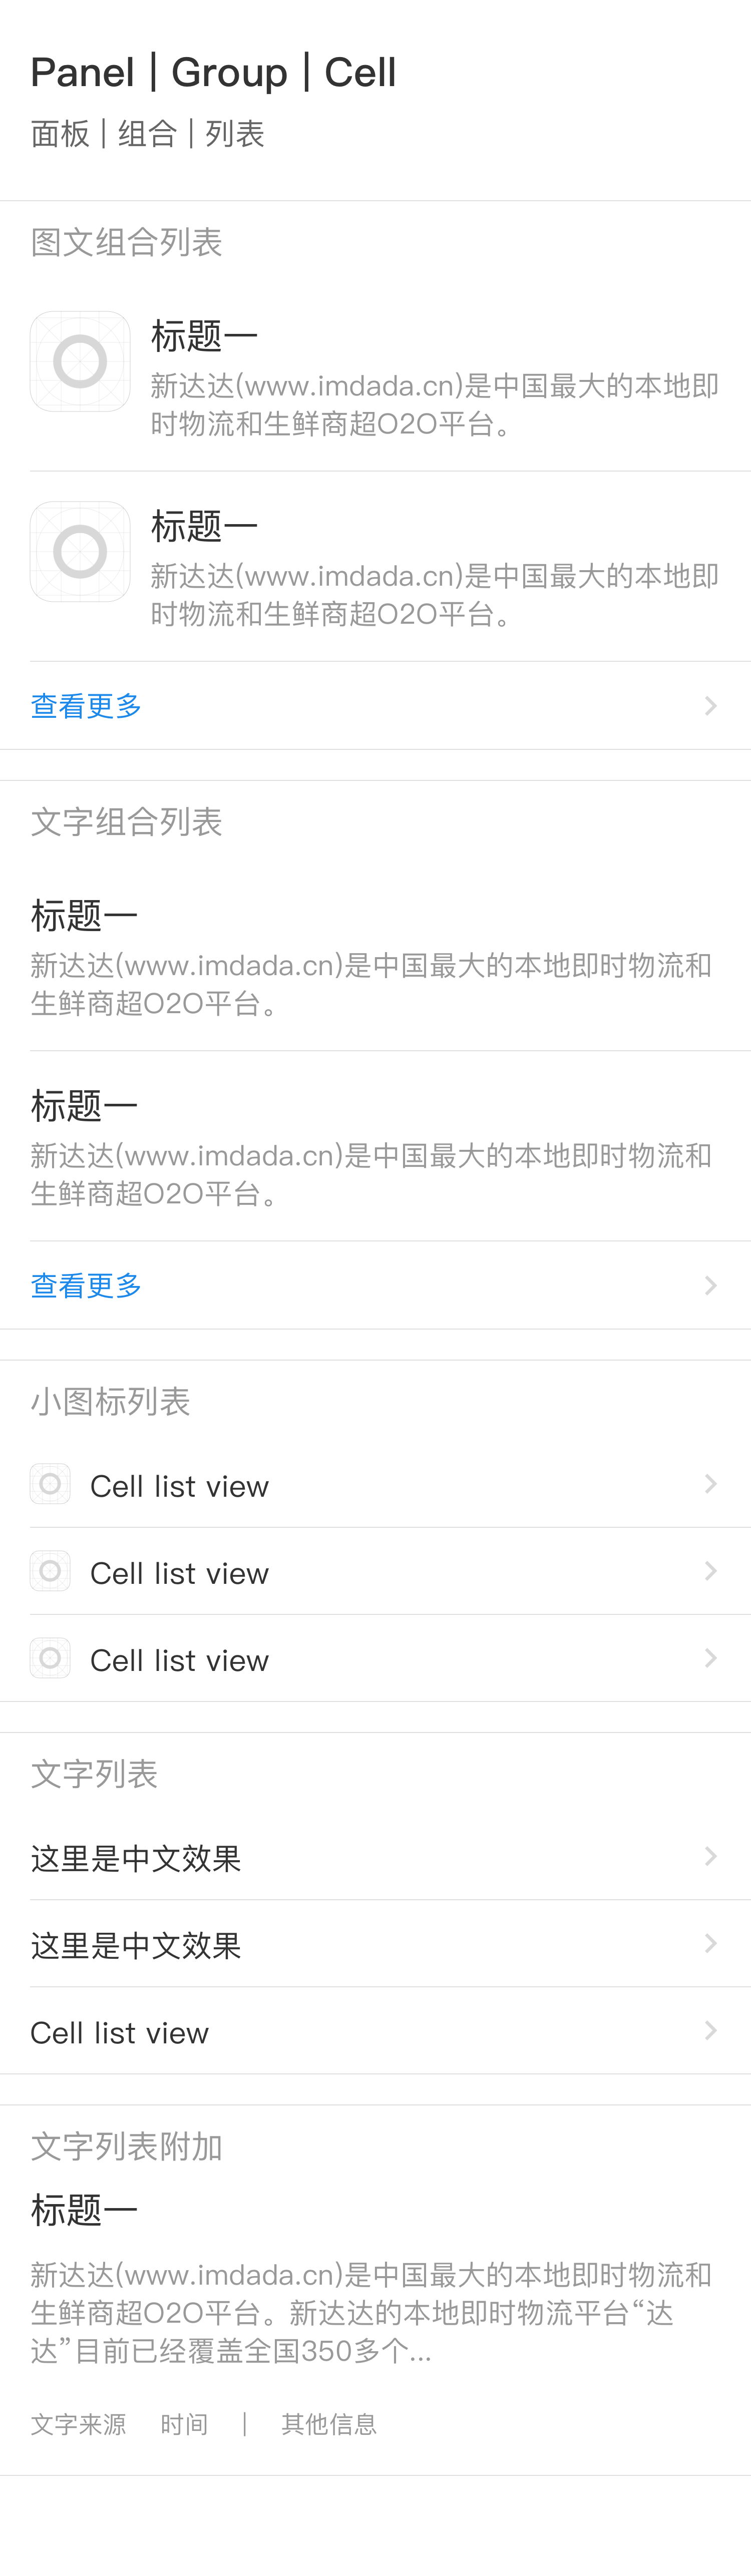 Panel | Group | Cell
面板 | 组合 | 列表
图文组合列表
标题一
新达达(www.imdada.cn)是中国最大的本地即
时物流和生鲜商超O2O平台。
标题一
新达达(www.imdada.cn)是中国最大的本地即
时物流和生鲜商超O2O平台。
查看更多
文字组合列表
标题一
新达达(www.imdada.cn)是中国最大的本地即时物流和
生鲜商超O2O平台。
标题一
新达达(www.imdada.cn)是中国最大的本地即时物流和
生鲜商超O2O平台。
查看更多
小图标列表
Cell list view
Cell list view
Cell list view
文字列表
这里是中文效果
这里是中文效果
Cell list view
文字列表附加
标题一
新达达(www.imdada.cn)是中国最大的本地即时物流和
生鲜商超O2O平台。新达达的本地即时物流平台“达
达”目前已经覆盖全国350多个...
文字来源 时间 | 其他信息